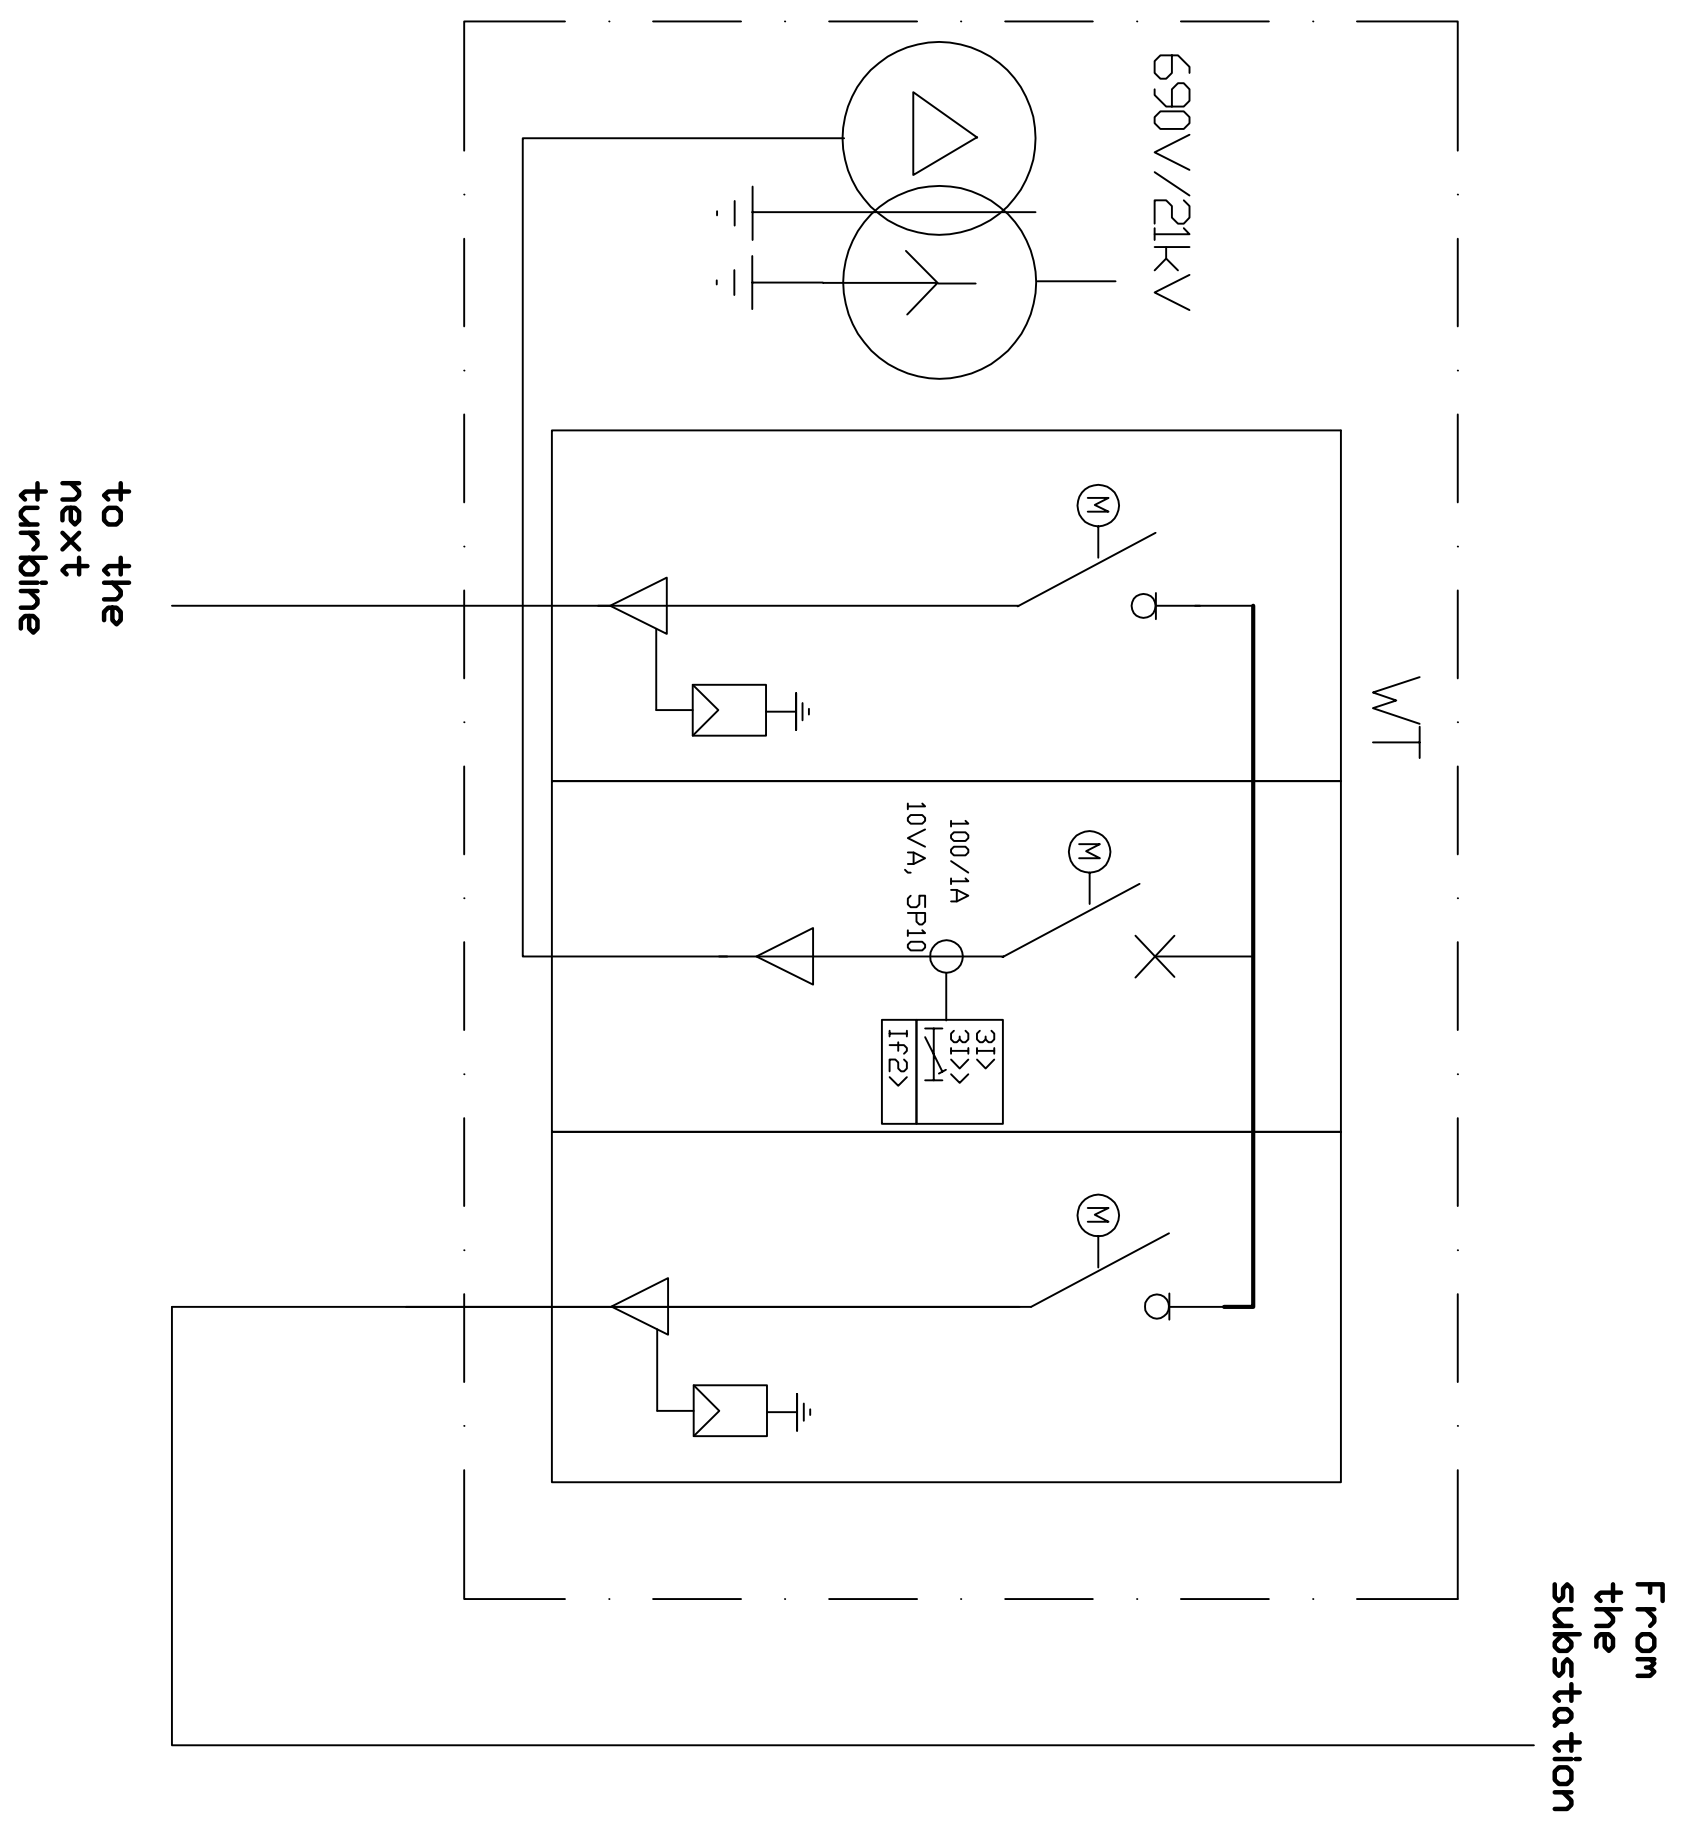 690V/21kV
WT
M
M
M
100/1A
10VA, 5P10
3I>
3I>>
If2>
to the
next
turbine
From
the
substation